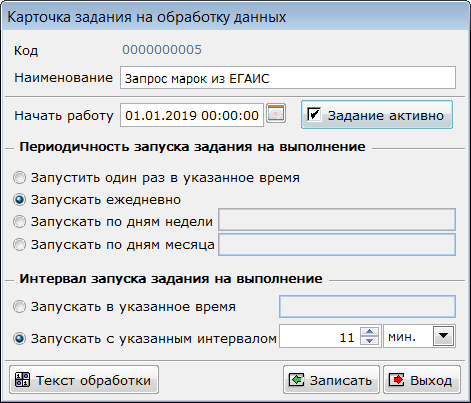 Карточка задания на обработку данных
Код 0000000005
Наименование Запрос марок из ЕГАИС
Начать работу 01.01.2019 00:00:00 Задание активно
Периодичность запуска задания на выполнение
Запустить один раз в указанное время
Запускать ежедневно
Запускать по дням недели
Запускать по дням месяца
Интервал запуска задания на выполнение
Запускать в указанное время
Запускать с указанным интервалом 11 мин.
Текст обработки Записать Выход